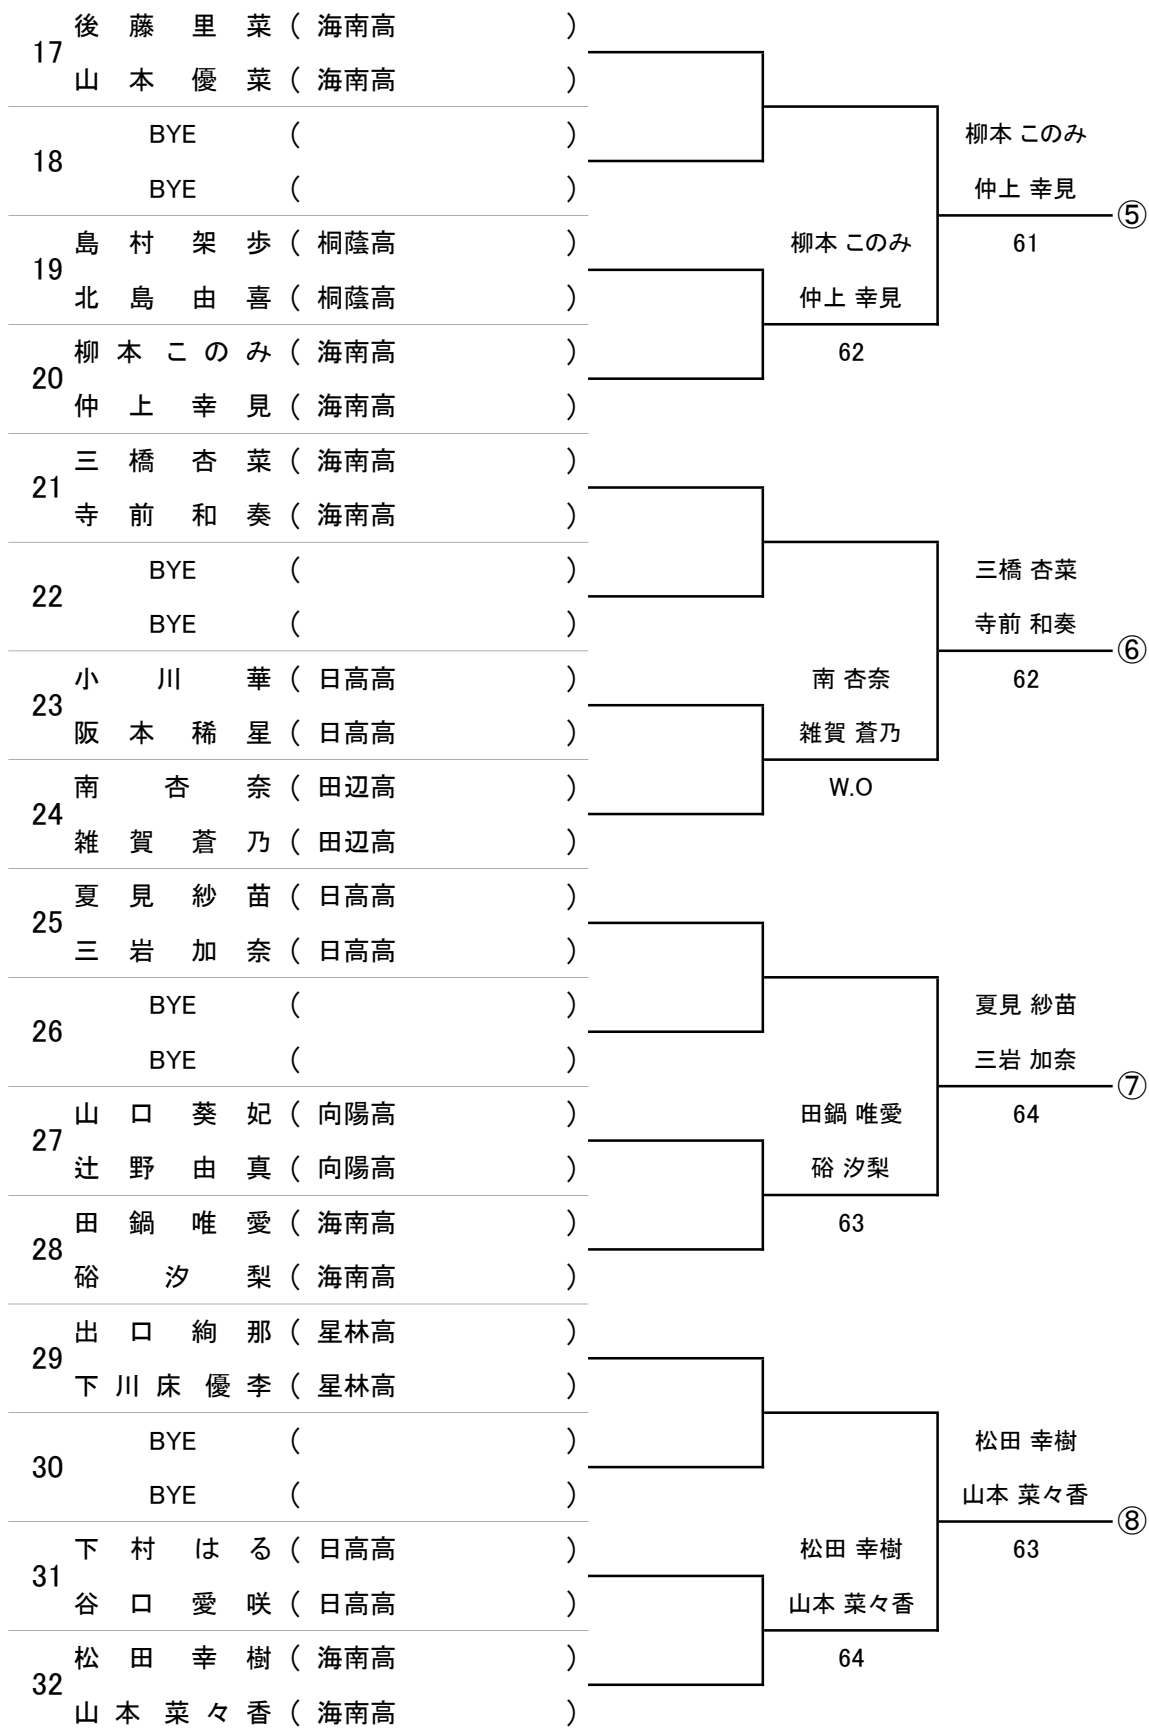 17
後藤里菜 ( 海南高 )
山本優菜 ( 海南高 )
18
BYE ( )
BYE ( )
19
島村架歩 ( 桐蔭高 )
北島由喜 ( 桐蔭高 )
20
柳本このみ ( 海南高 )
仲上幸見 ( 海南高 )
21
三橋杏菜 ( 海南高 )
寺前和奏 ( 海南高 )
22
BYE ( )
BYE ( )
23
小川華 ( 日高高 )
阪本稀星 ( 日高高 )
24
南杏奈 ( 田辺高 )
雑賀蒼乃 ( 田辺高 )
25
夏見紗苗 ( 日高高 )
三岩加奈 ( 日高高 )
26
BYE ( )
BYE ( )
27
山口葵妃 ( 向陽高 )
辻野由真 ( 向陽高 )
28
田鍋唯愛 ( 海南高 )
硲汐梨 ( 海南高 )
29
出口絢那 ( 星林高 )
下川床優李 ( 星林高 )
30
BYE ( )
BYE ( )
31
下村はる ( 日高高 )
谷口愛咲 ( 日高高 )
32
松田幸樹 ( 海南高 )
山本菜々香 ( 海南高 )
柳本 このみ
仲上 幸見
62
南 杏奈
雑賀 蒼乃
W.O
田鍋 唯愛
硲 汐梨
63
松田 幸樹
山本 菜々香
64
柳本 このみ
仲上 幸見
61
⑤
三橋 杏菜
寺前 和奏
62
⑥
夏見 紗苗
三岩 加奈
64
⑦
松田 幸樹
山本 菜々香
63
⑧